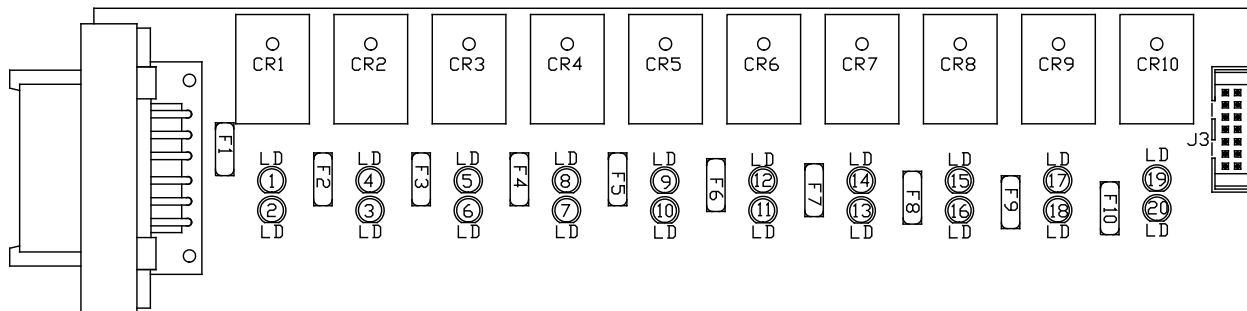 CR1 CR2 CR3 CR4 CR5 CR6 CR7 CR8 CR9 CR10
J3
F1 F2 F3 F4 F5 F6 F7 F8 F9 F10
LD LD LD LD LD LD LD LD LD LD
1 4 5 8 9 12 14 15 17 19
2 3 6 7 10 11 13 16 18 20
LD LD LD LD LD LD LD LD LD LD